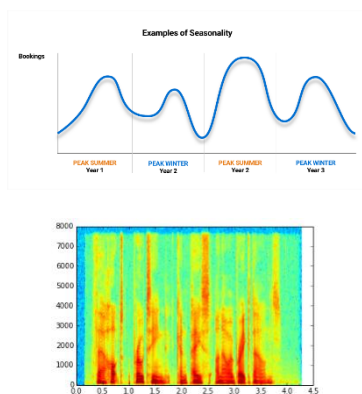 Examples of Seasonality
Bookings
PEAK SUMMER PEAK WINTER PEAK SUMMER PEAK WINTER
Year 1 Year 2 Year 2 Year 3
8000
7000
6000
5000
4000
3000
2000
1000
0
0.0 0.5 1.0 1.5 2.0 2.5 3.0 3.5 4.0 4.5